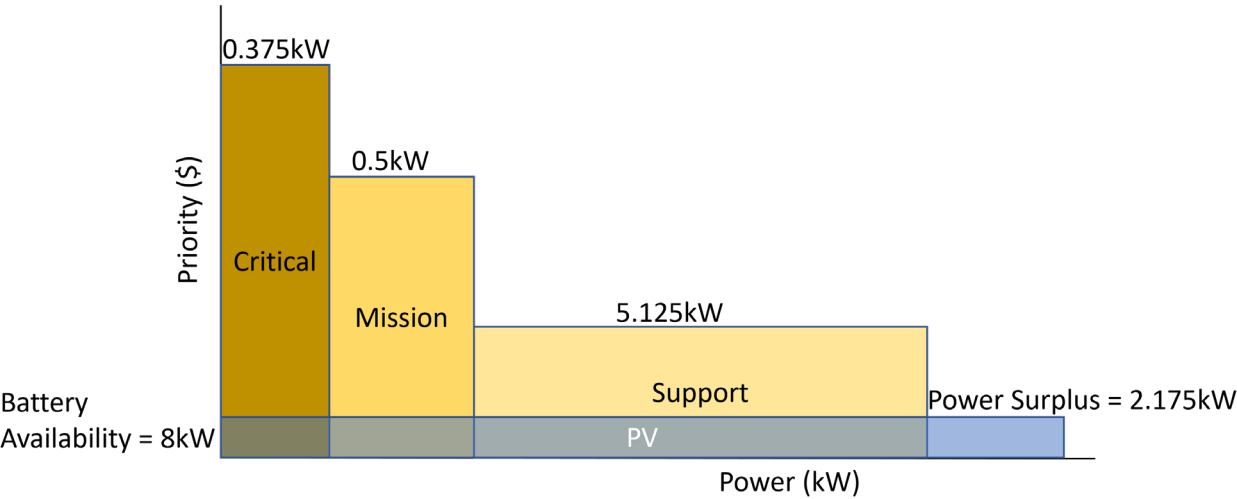 0.375kW
0.5kW
Priority ($)
Critical
Mission
5.125kW
Support
Battery
Availability = 8kW
Power Surplus = 2.175kW
PV
Power (kW)